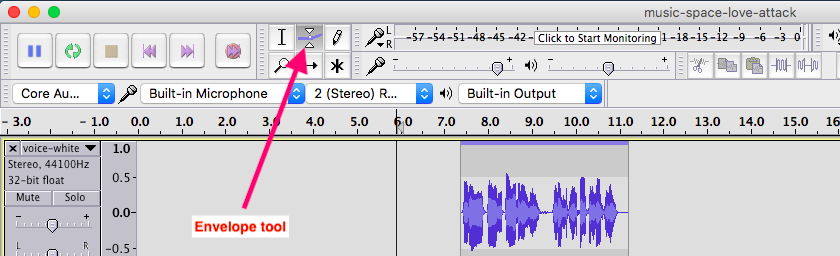 music-space-love-attack
L
R
-57 -54 -51 -48 -45 -42 Click to Start Monitoring -18 -15 -12 -9 -6 -3 0
Core Au... Built-in Microphone 2 (Stereo) R... Built-in Output
- 3.0 - 1.0 0.0 1.0 2.0 3.0 4.0 5.0 6.0 7.0 8.0 9.0 10.0 11.0 12.0 13.0 14.0 15.0 16
voice-white
Stereo, 44100Hz
32-bit float
Mute Solo
- +
L R
1.0
0.5-
0.0-
-0.5-
Envelope tool